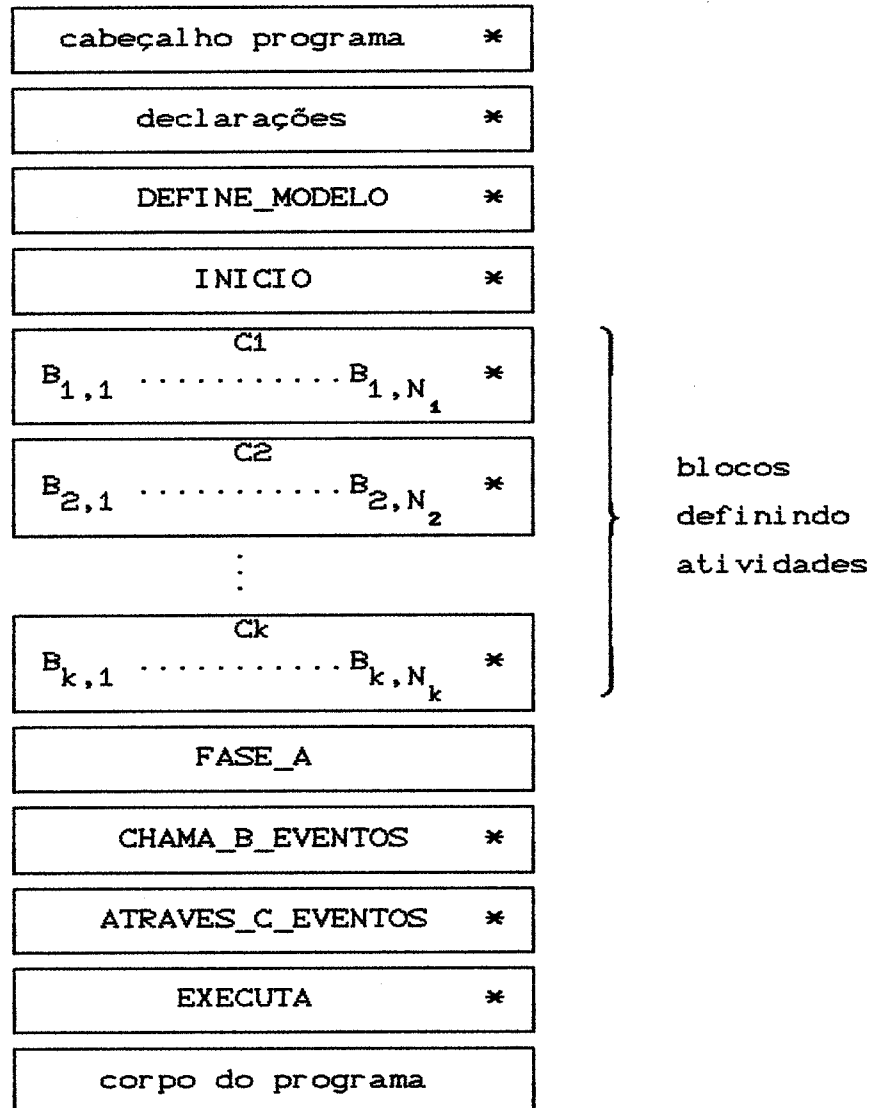 cabeçalho programa *
declarações *
DEFINE_MODELO *
INICIO *
C1
B1,1 ...........B1,N1 *
C2
B2,1 ...........B2,N2 *
blocos
definindo
atividades
Ck
Bk,1 ...........Bk,Nk *
FASE_A
CHAMA_B_EVENTOS *
ATRAVES_C_EVENTOS *
EXECUTA *
corpo do programa